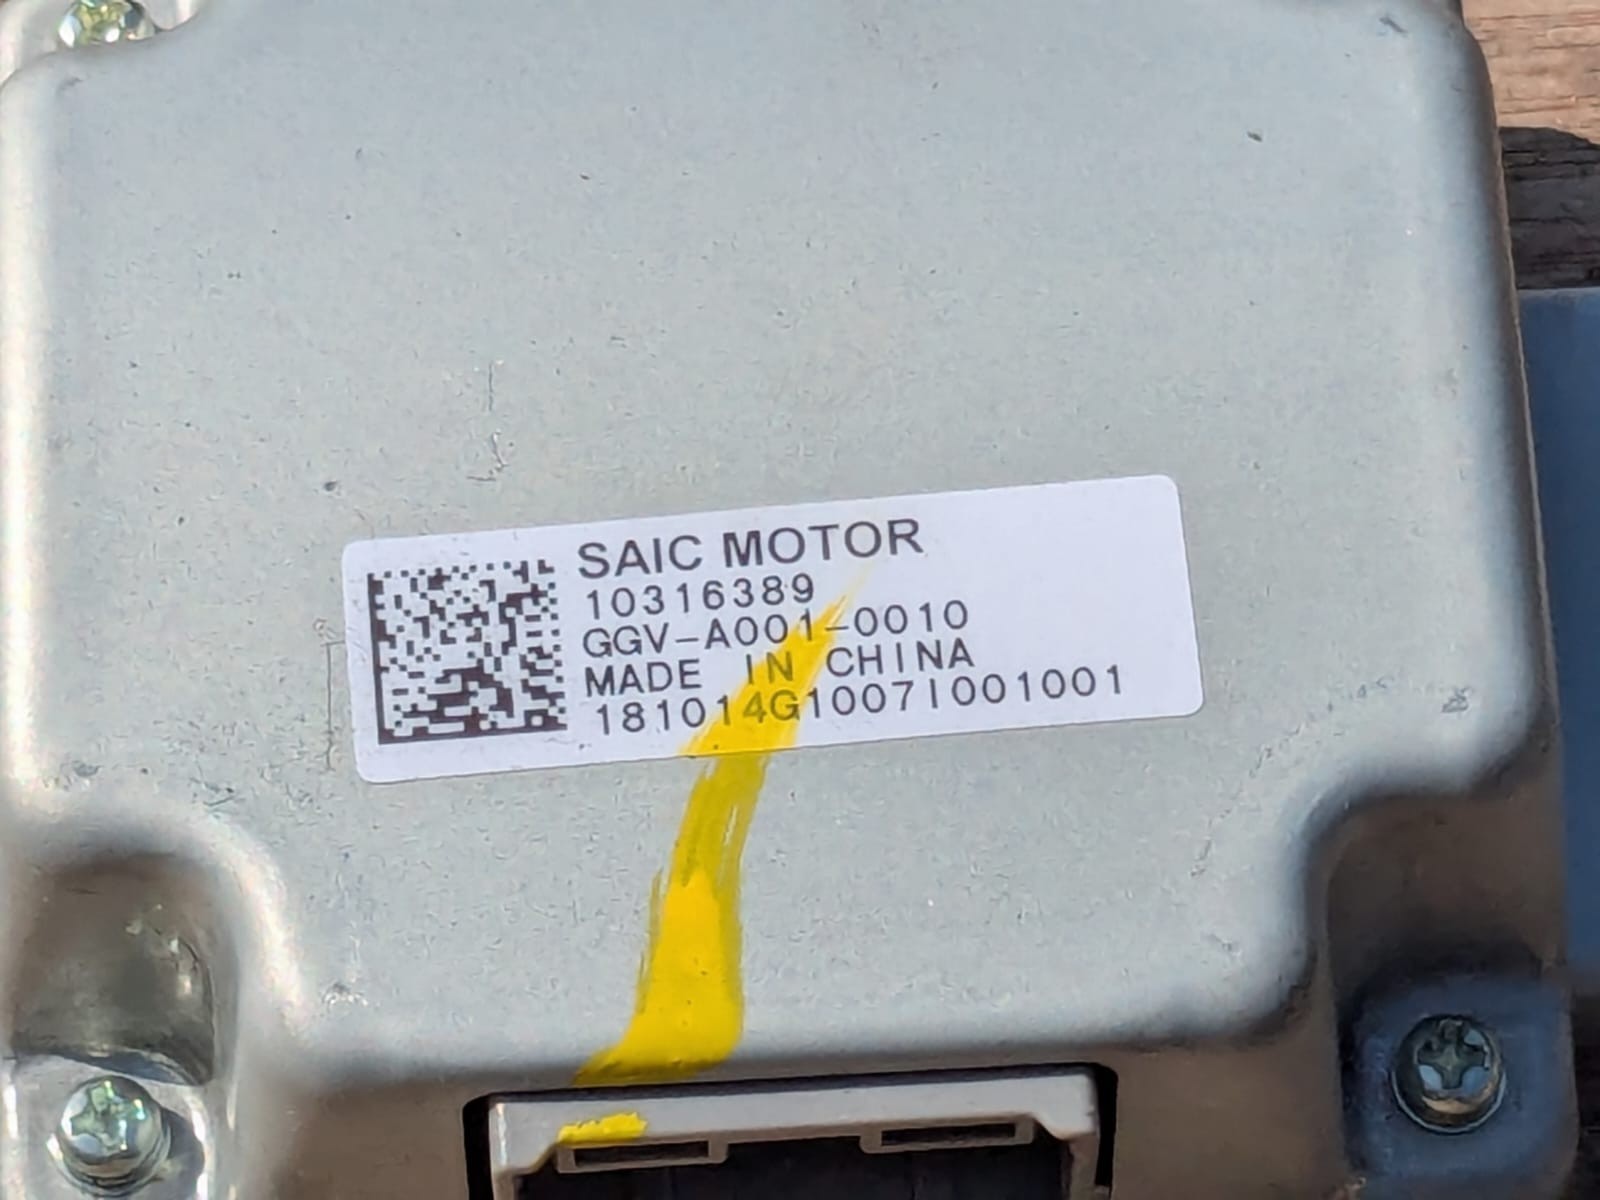 SAIC MOTOR
10316389
GGV-A001-0010
MADE IN CHINA
181014G1007I001001